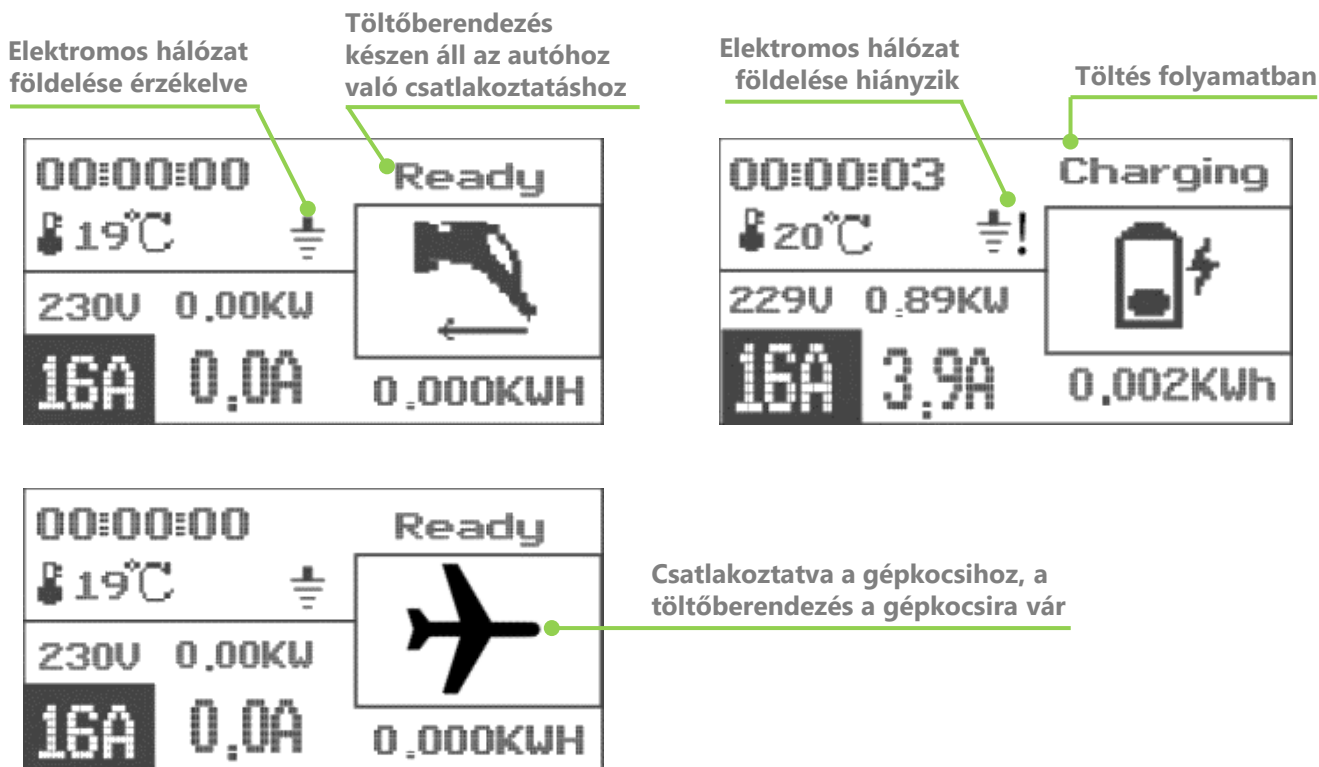 Elektromos hálózat
földelése érzékelve
Töltőberendezés
készen áll az autóhoz
való csatlakoztatáshoz
00:00:00
Ready
19°C
230V 0.00KW
16A 0.0A
0.000KWH
Elektromos hálózat
földelése hiányzik
Töltés folyamatban
00:00:03
Charging
20°C
!
229V 0.89KW
16A 3.9A
0.002KWh
00:00:00
Ready
19°C
230V 0.00KW
16A 0.0A
0.000KWH
Csatlakoztatva a gépkocsihoz, a
töltőberendezés a gépkocsira vár